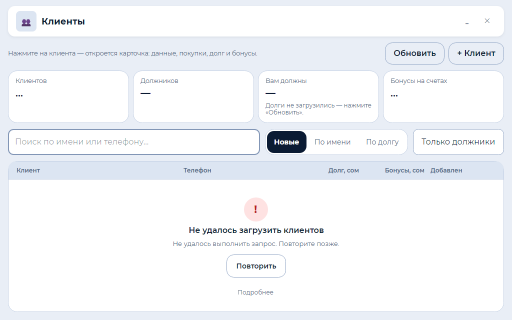 Клиенты
Нажмите на клиента — откроется карточка: данные, покупки, долг и бонусы.
Обновить
+ Клиент
Клиентов
...
Должников
—
Вам должны
—
Долги не загрузились — нажмите
«Обновить»
Бонусы на счетах
...
Поиск по имени или телефону...
Новые
По имени
По долгу
Только должники
Клиент Телефон Долг, сом Бонусы, сом Добавлен
!
Не удалось загрузить клиентов
Не удалось выполнить запрос. Повторите позже.
Повторить
Подробнее